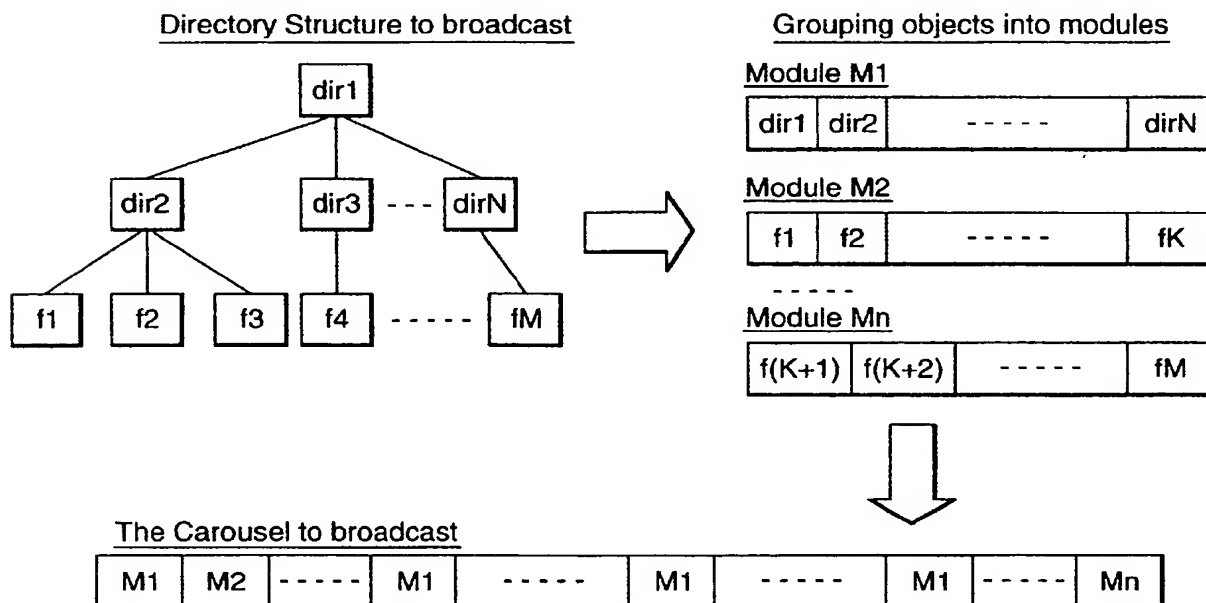 Directory Structure to broadcast
dir1
dir2 dir3 ---- dirN
f1 f2 f3 f4 ----- fM
Grouping objects into modules
Module M1
dir1 dir2 ----- dirN
Module M2
f1 f2 ----- fK
-----
Module Mn
f(K+1) f(K+2) ----- fM
The Carousel to broadcast
M1 M2 ----- M1 ----- M1 ----- M1 ----- Mn